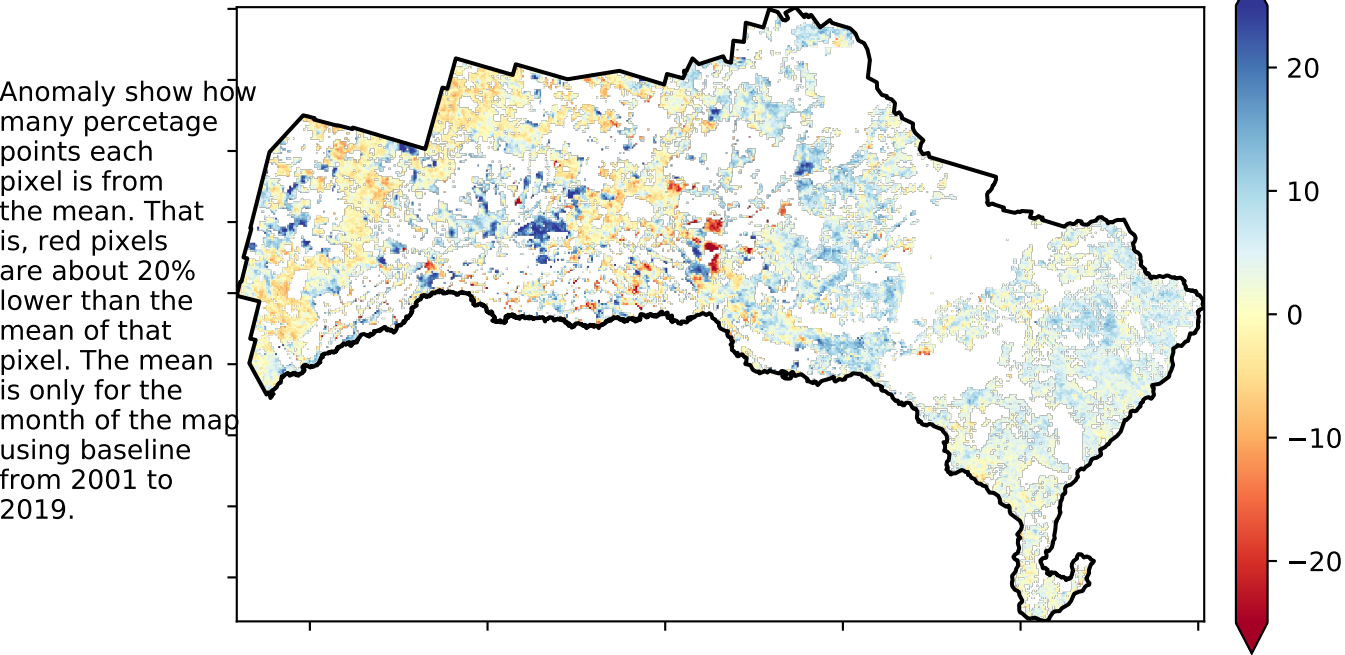 Anomaly show how
many percetage
points each
pixel is from
the mean. That
is, red pixels
are about 20%
lower than the
mean of that
pixel. The mean
is only for the
month of the map
using baseline
from 2001 to
2019.
20
10
0
−10
−20